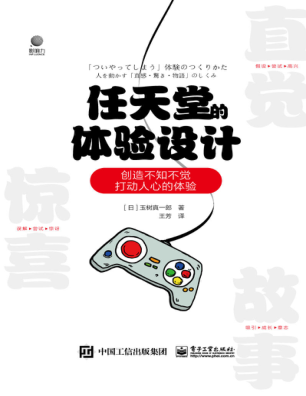 「ついやってしまう」体験のつくりかた
人を動かす「直感・驚き・物語」のしくみ
任天堂的
体验设计
创造不知不觉
打动人心的体验
[日] 玉树真一郎 著
王芳 译
直觉
惊喜
故事
中国工信出版集团
电子工业出版社